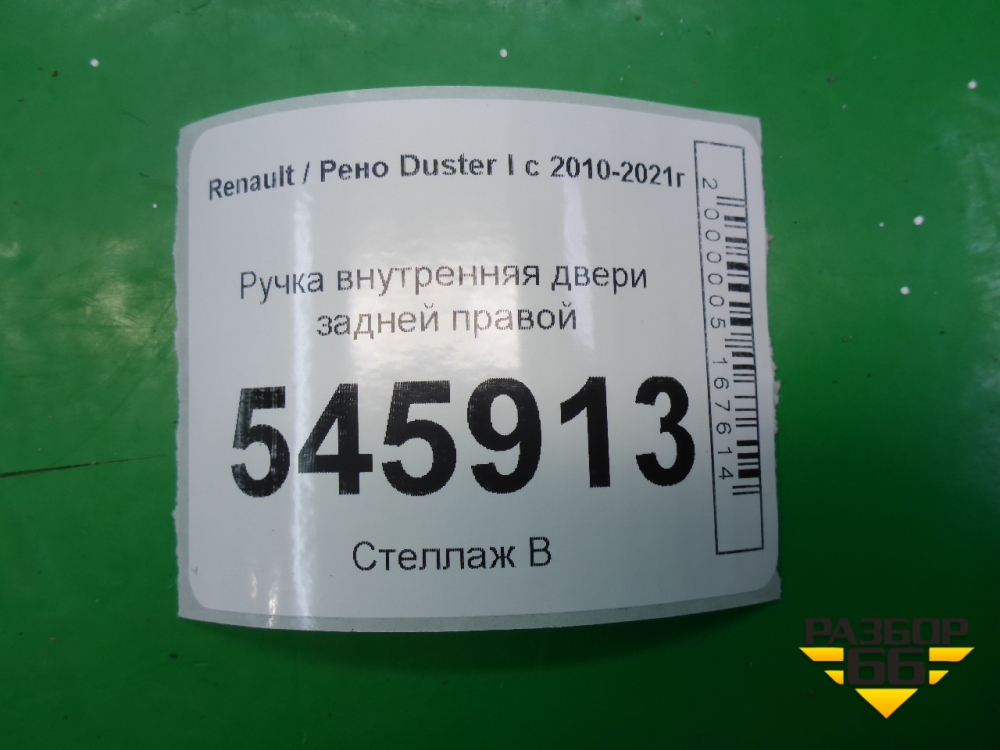 Renault / Рено Duster I с 2010-2021г
Ручка внутренняя двери
задней правой
545913
Стеллаж В
2000005167614
РАЗБОР
66